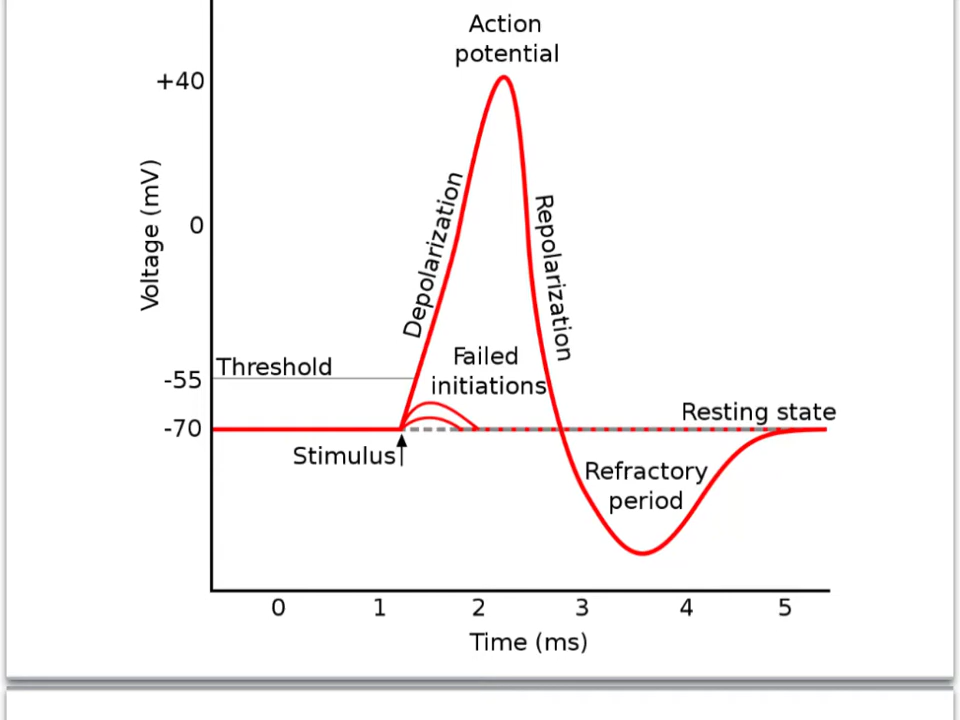 Action
potential
+40
Voltage (mV)
0
Depolarization
Repolarization
Failed
initiations
Threshold
-55
-70
Resting state
Stimulus
Refractory
period
0 1 2 3 4 5
Time (ms)